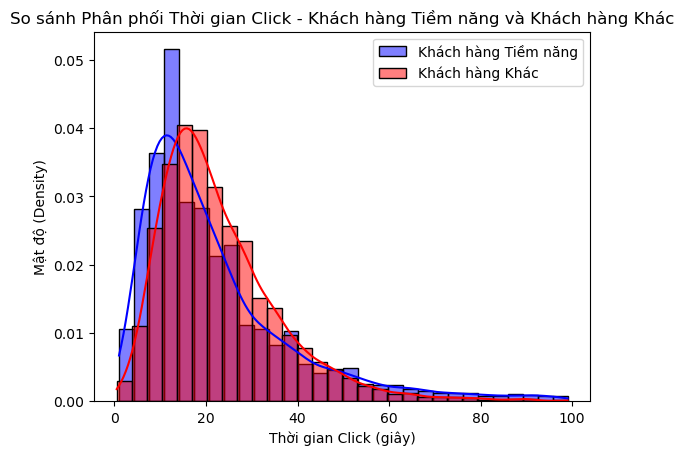 So sánh Phân phối Thời gian Click - Khách hàng Tiềm năng và Khách hàng Khác
Khách hàng Tiềm năng
Khách hàng Khác
Mật độ (Density)
0.05
0.04
0.03
0.02
0.01
0.00
0 20 40 60 80 100
Thời gian Click (giây)